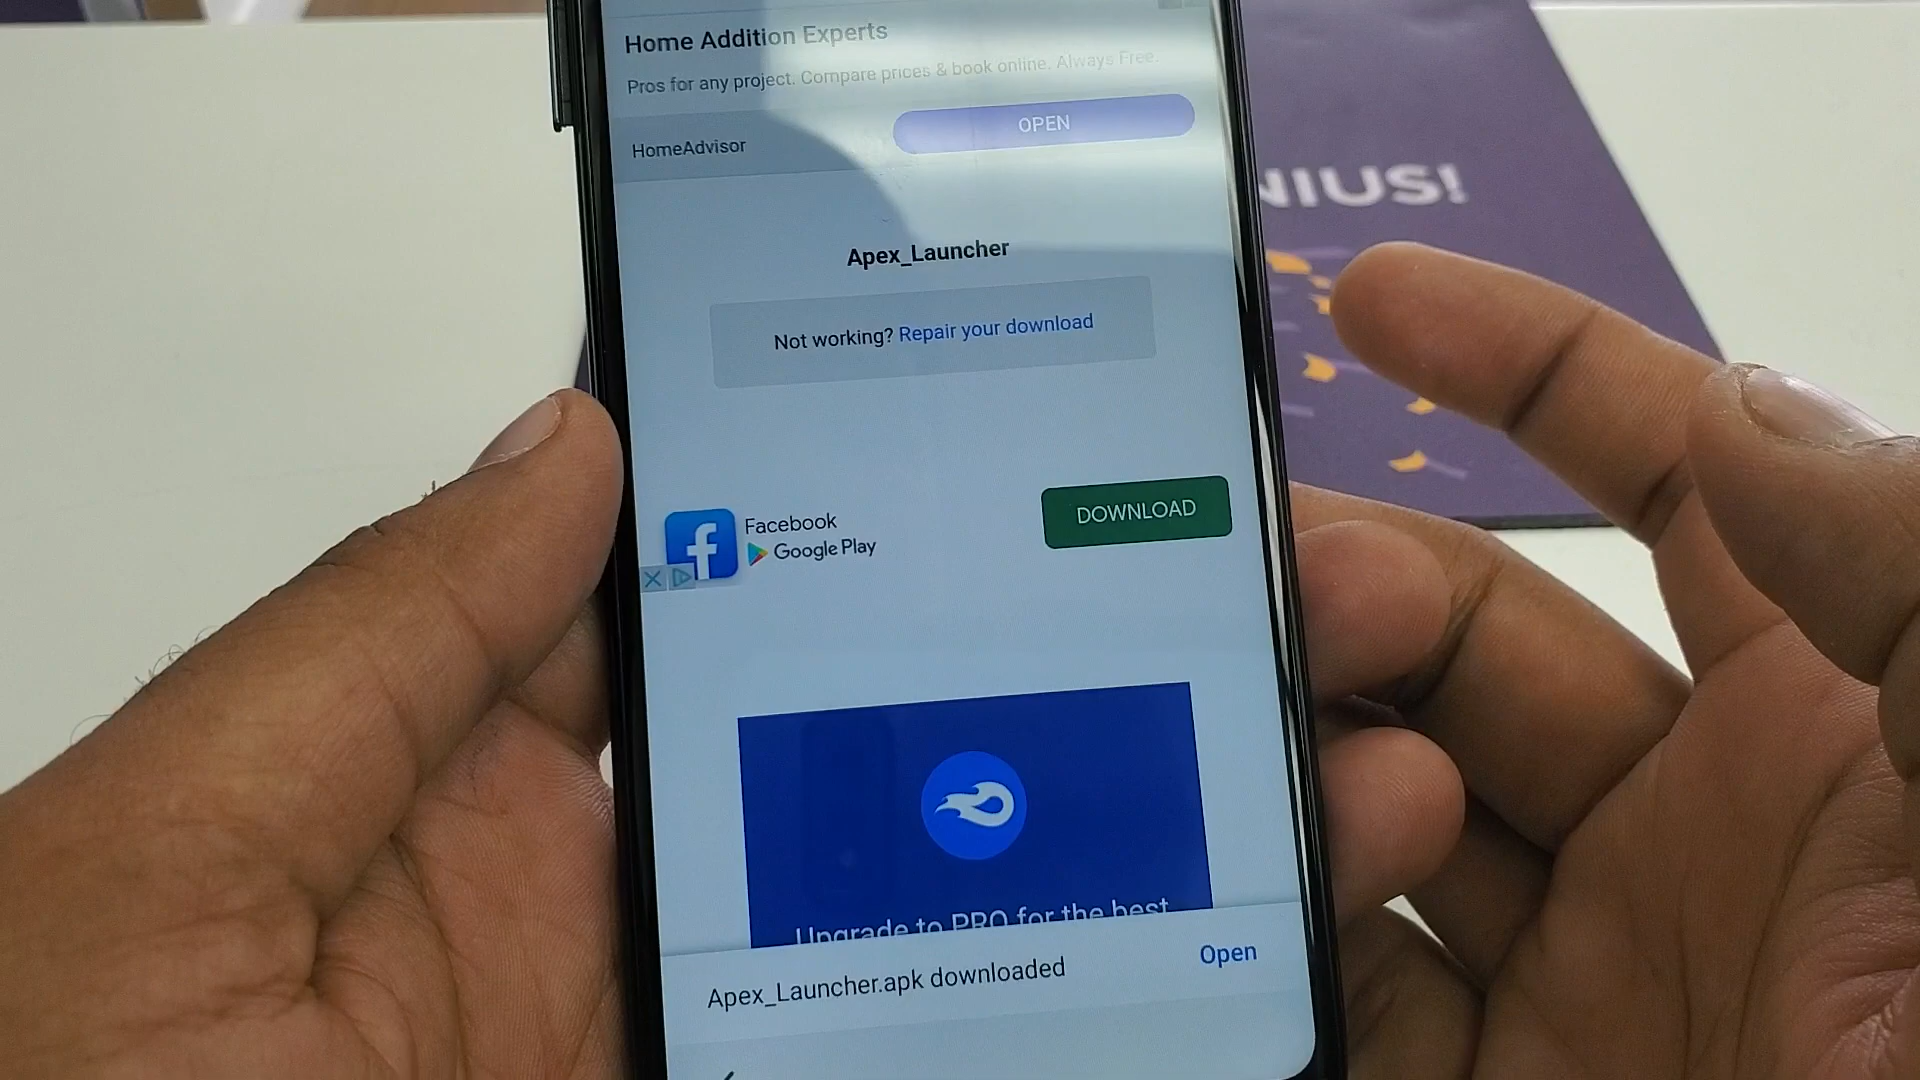 Home Addition Experts
Pros for any project. Compare prices & book online. Always Free.
HomeAdvisor
OPEN
NIUS!
Apex_Launcher
Not working? Repair your download
Facebook
Google Play
DOWNLOAD
Upgrade to PRO for the best
Apex_Launcher.apk downloaded
Open